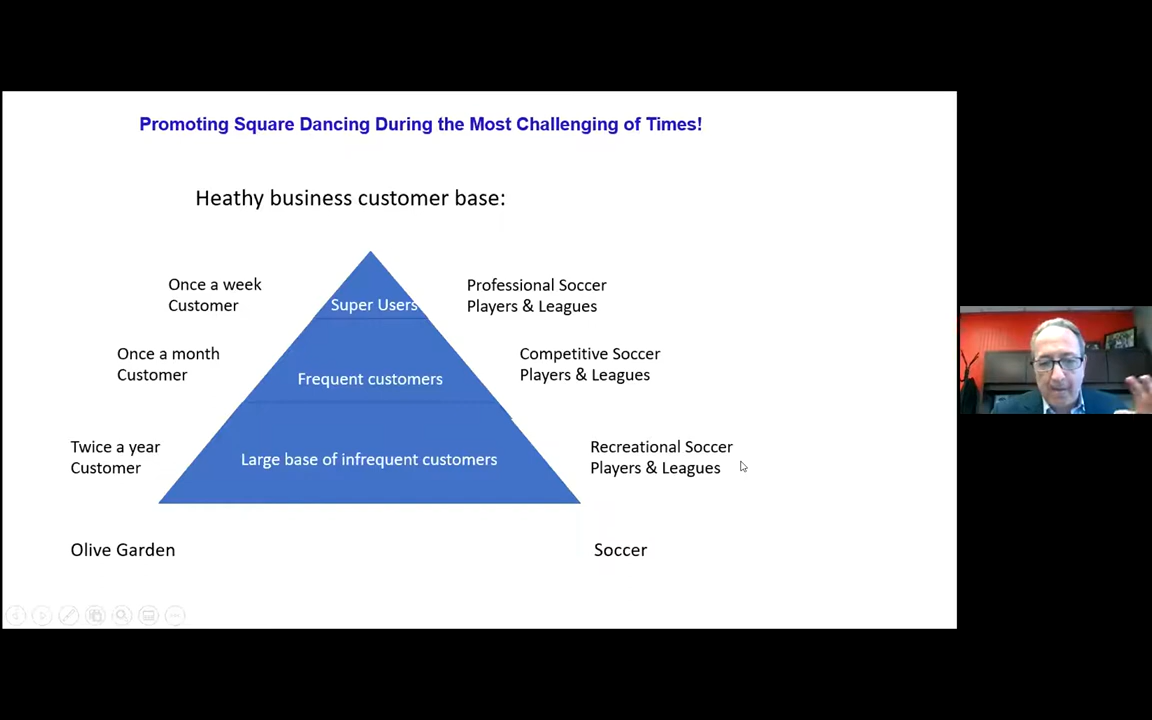 Promoting Square Dancing During the Most Challenging of Times!
Heathy business customer base:
Once a week
Customer
Super Users
Professional Soccer
Players & Leagues
Once a month
Customer
Frequent customers
Competitive Soccer
Players & Leagues
Twice a year
Customer
Large base of infrequent customers
Recreational Soccer
Players & Leagues
Olive Garden
Soccer